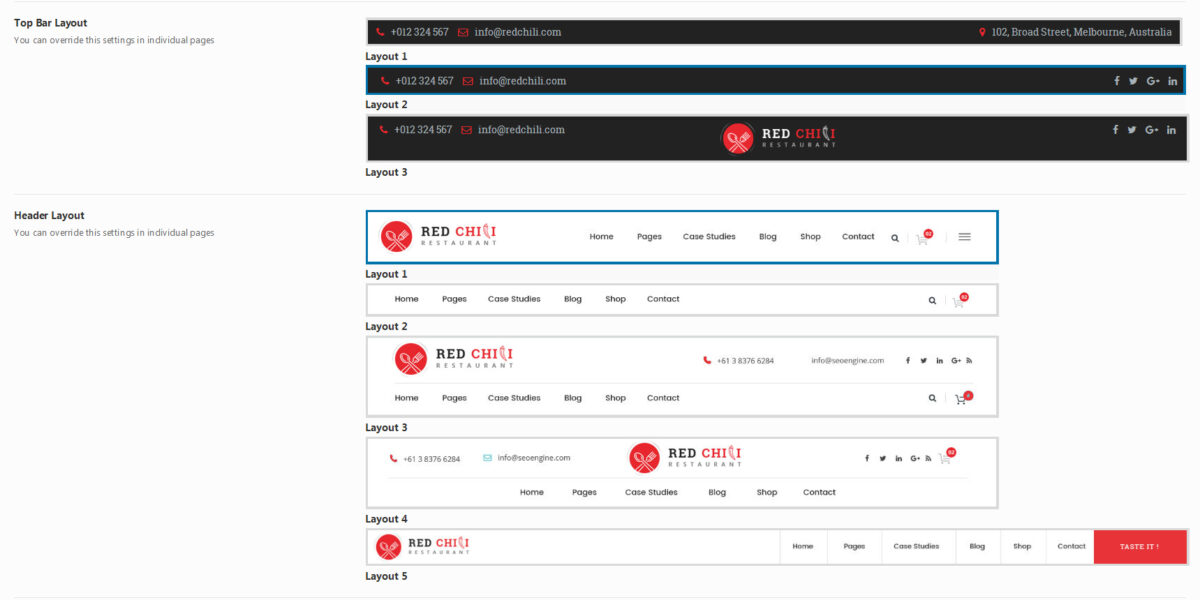 Top Bar Layout
You can override this settings in individual pages
+012 324 567 info@redchili.com 102, Broad Street, Melbourne, Australia
Layout 1
+012 324 567 info@redchili.com f G+ in
Layout 2
+012 324 567 info@redchili.com RED CHILI f G+ in
RESTAURANT
Layout 3
Header Layout
You can override this settings in individual pages
RED CHILI
RESTAURANT
Home Pages Case Studies Blog Shop Contact 02
Layout 1
Home Pages Case Studies Blog Shop Contact 02
Layout 2
RED CHILI
RESTAURANT
+61 3 8376 6284 info@seoengine.com f in G+
Home Pages Case Studies Blog Shop Contact 0
Layout 3
+61 3 8376 6284 info@seoengine.com RED CHILI f in G+ 02
RESTAURANT
Home Pages Case Studies Blog Shop Contact
Layout 4
RED CHILI
RESTAURANT
Home Pages Case Studies Blog Shop Contact TASTE IT !
Layout 5